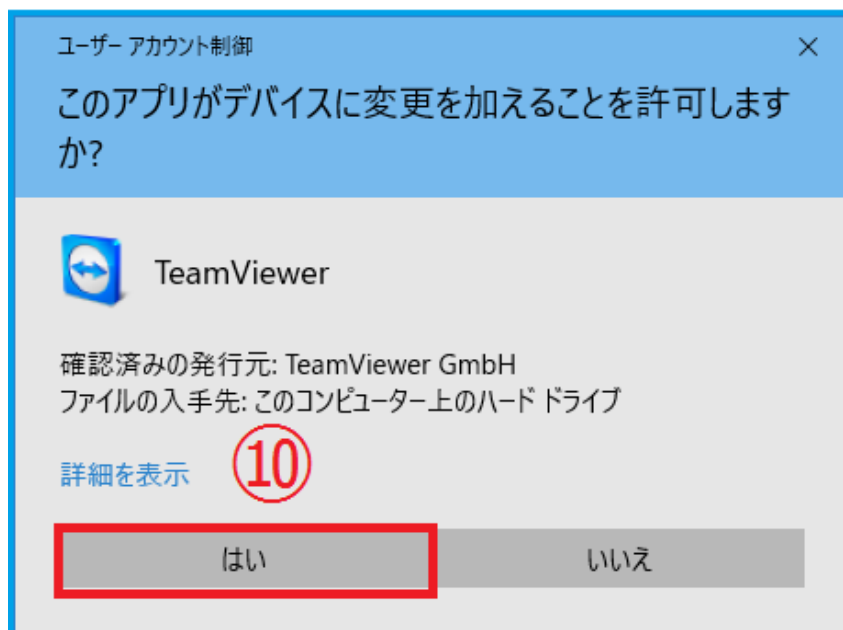 ユーザー アカウント制御
このアプリがデバイスに変更を加えることを許可します
か?
TeamViewer
確認済みの発行元: TeamViewer GmbH
ファイルの入手先: このコンピューター上のハード ドライブ
詳細を表示 ⑩
はい いいえ